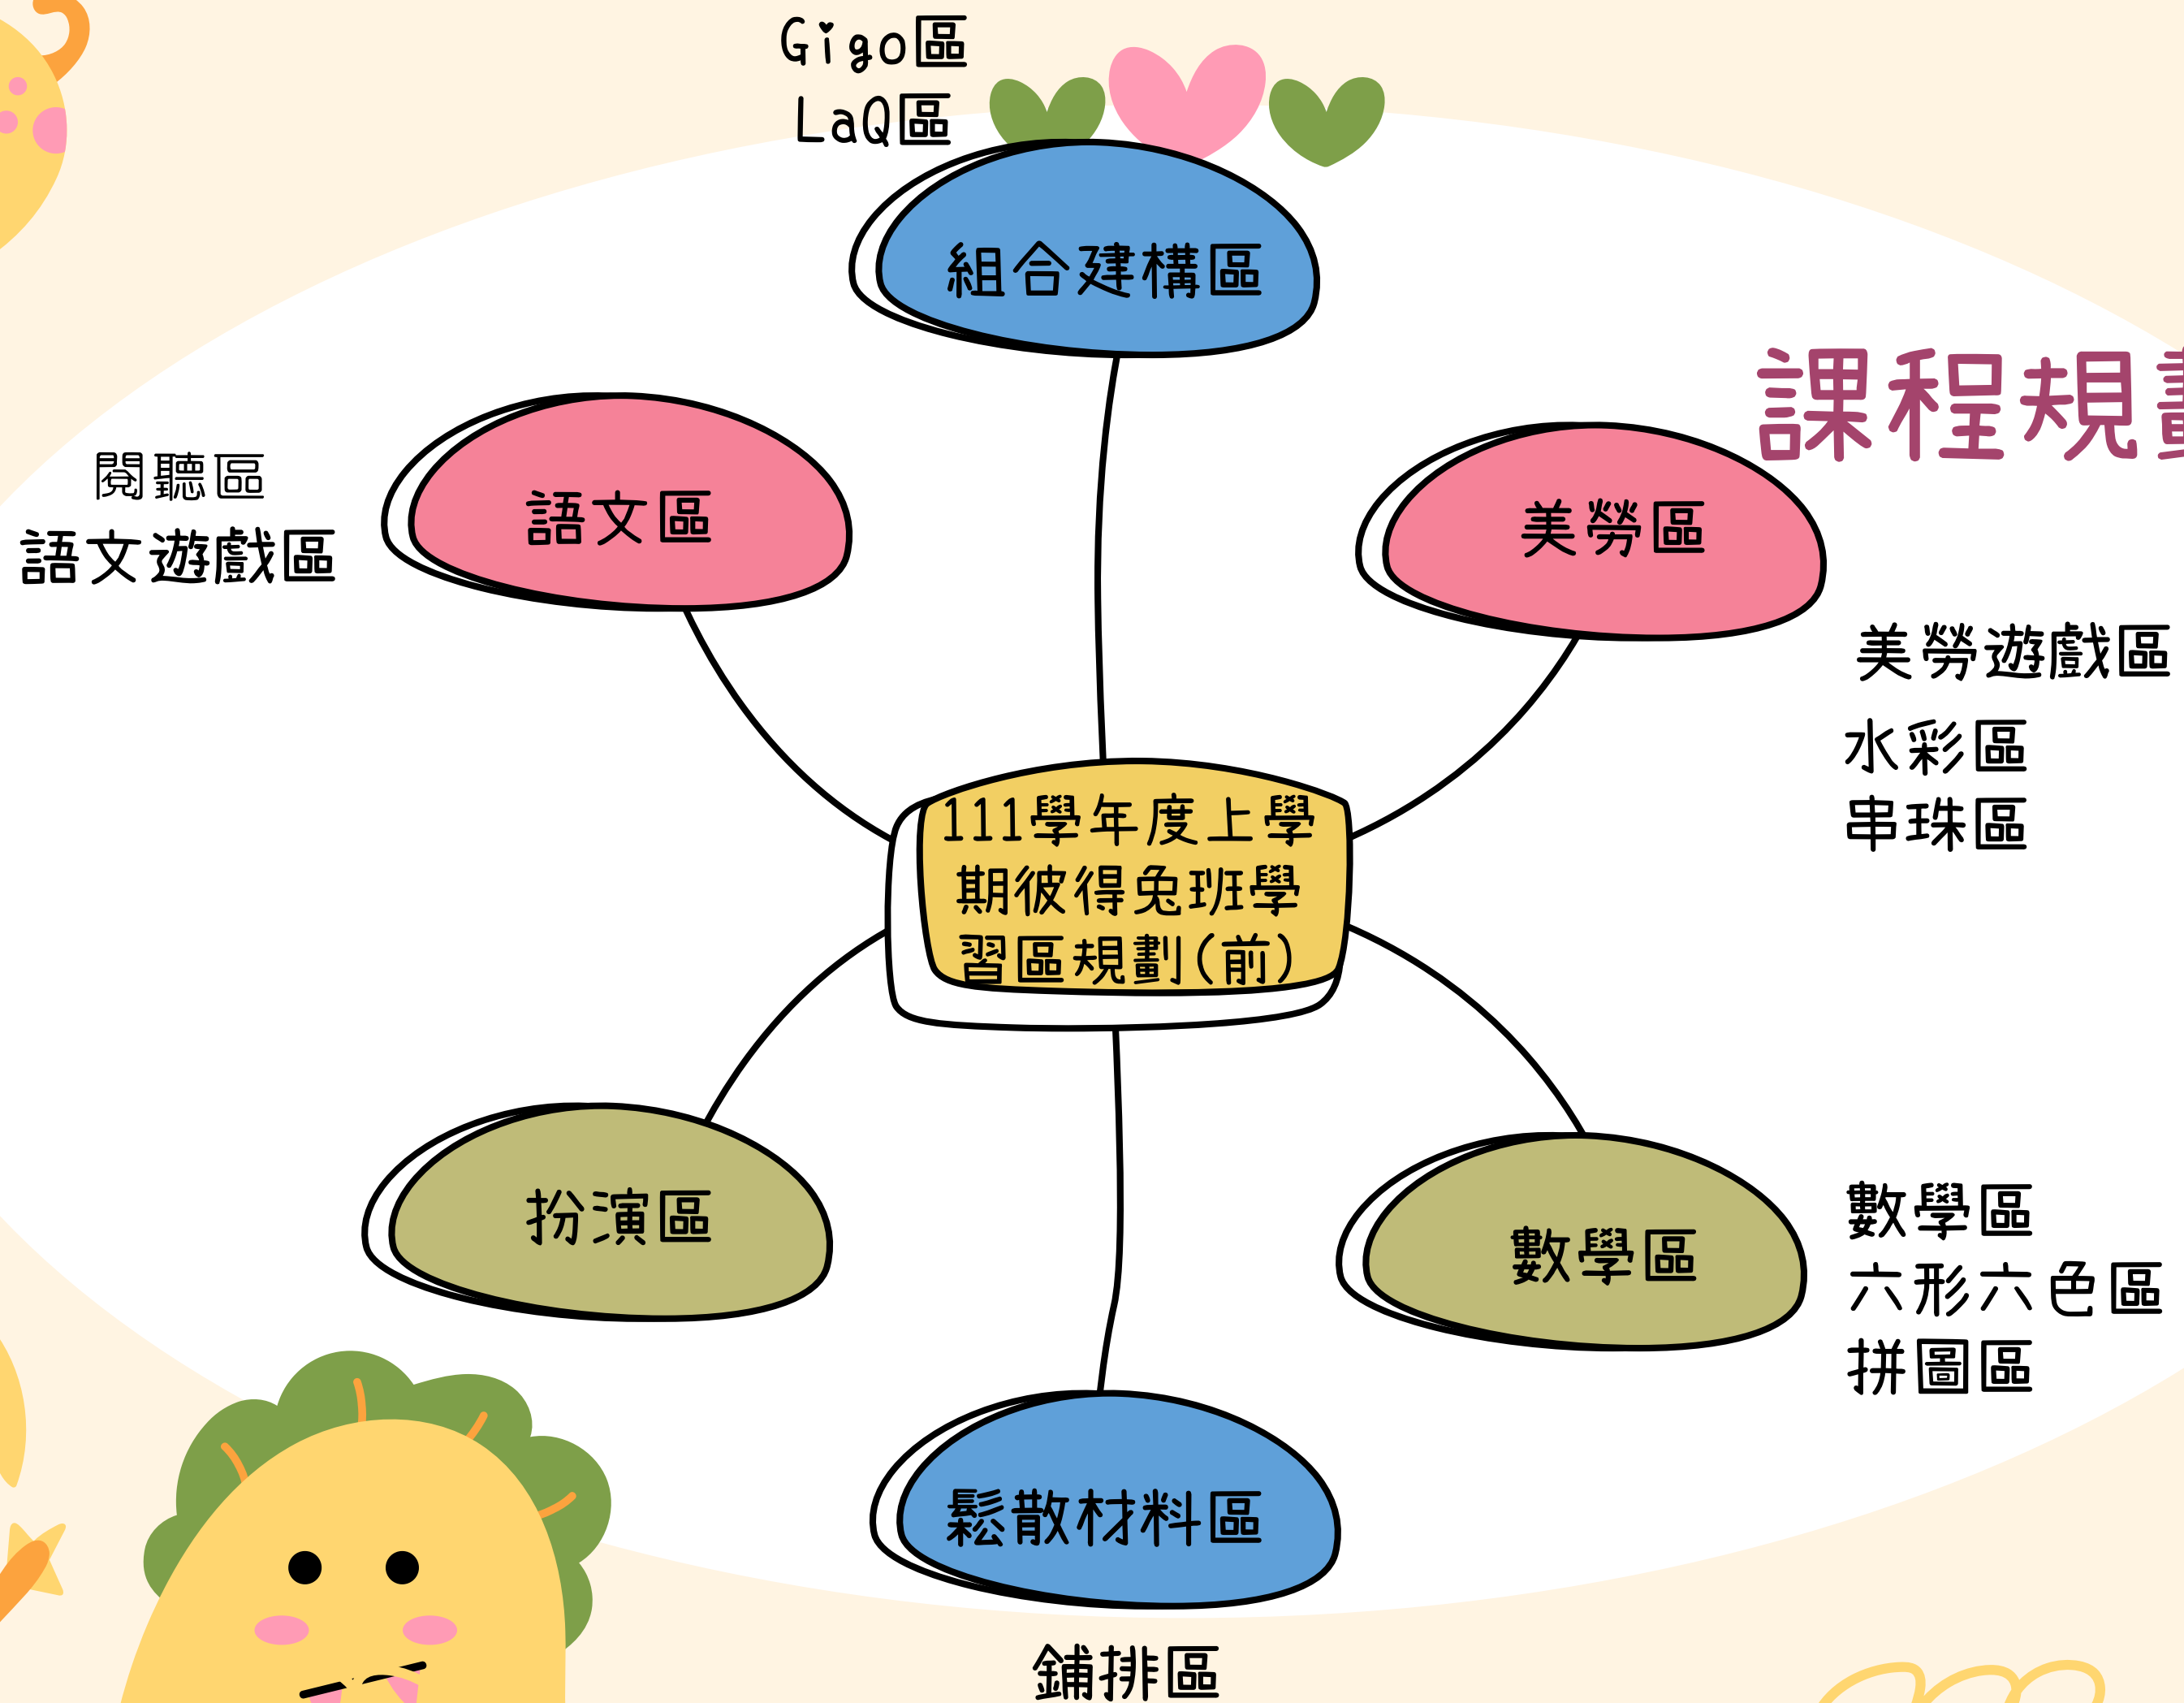 Gigo區
LaQ區
組合建構區
課程規
語文區
閱聽區
語文遊戲區
美勞區
美勞遊戲區
水彩區
串珠區
111學年度上學
期彼得兔班學
習區規劃(前)
扮演區
數學區
數學區
六形六色區
拼圖區
鬆散材料區
鋪排區